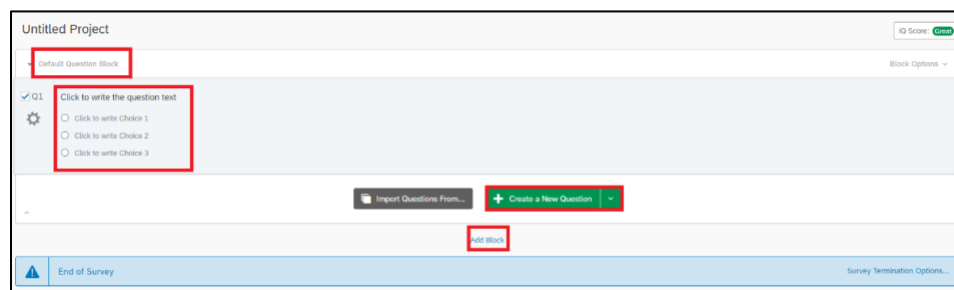 Untitled Project
iQ Score: Great
Default Question Block
Block Options
Q1
Click to write the question text
Click to write Choice 1
Click to write Choice 2
Click to write Choice 3
Import Questions From...
Create a New Question
Add Block
End of Survey
Survey Termination Options...